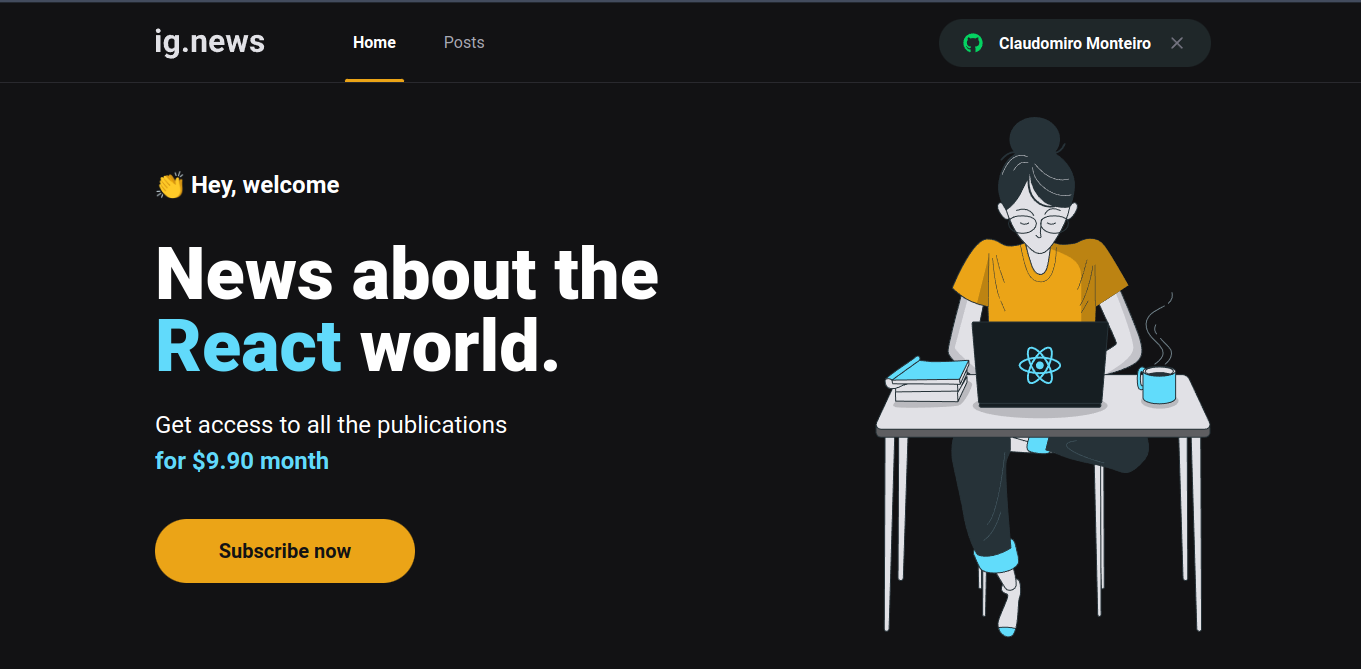 ig.news
Home
Posts
Claudomiro Monteiro
👏 Hey, welcome
News about the
React world.
Get access to all the publications
for $9.90 month
Subscribe now